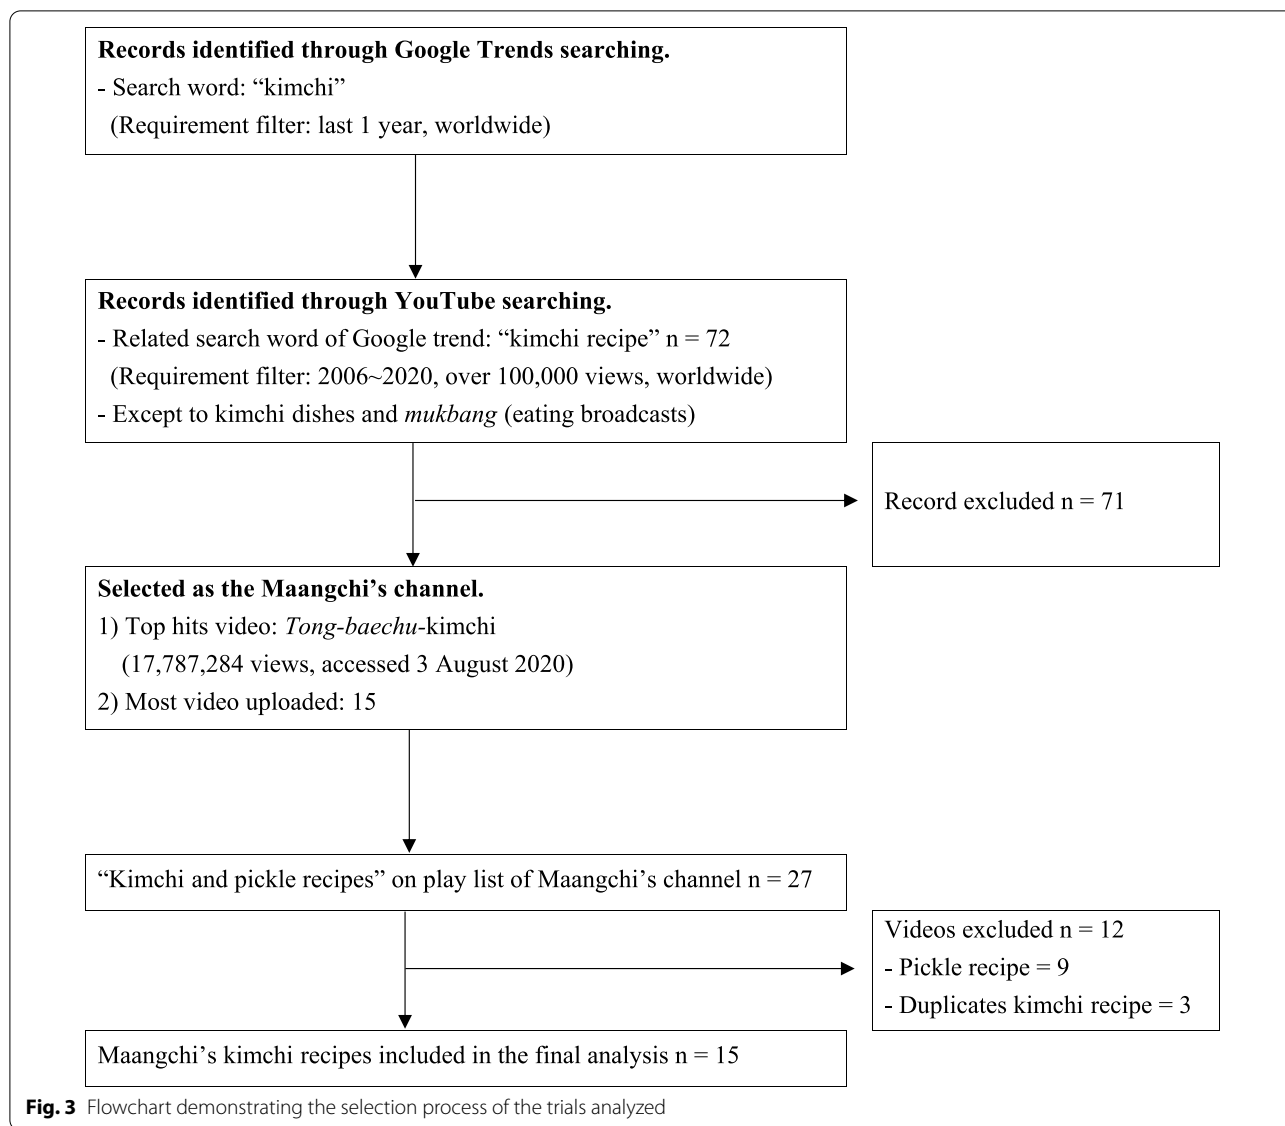 Records identified through Google Trends searching.
- Search word: “kimchi”
(Requirement filter: last 1 year, worldwide)
Records identified through YouTube searching.
- Related search word of Google trend: “kimchi recipe” n = 72
(Requirement filter: 2006~2020, over 100,000 views, worldwide)
- Except to kimchi dishes and mukbang (eating broadcasts)
Record excluded n = 71
Selected as the Maangchi’s channel.
1) Top hits video: Tong-baechu-kimchi
(17,787,284 views, accessed 3 August 2020)
2) Most video uploaded: 15
“Kimchi and pickle recipes” on play list of Maangchi’s channel n = 27
Videos excluded n = 12
- Pickle recipe = 9
- Duplicates kimchi recipe = 3
Maangchi’s kimchi recipes included in the final analysis n = 15
Fig. 3 Flowchart demonstrating the selection process of the trials analyzed